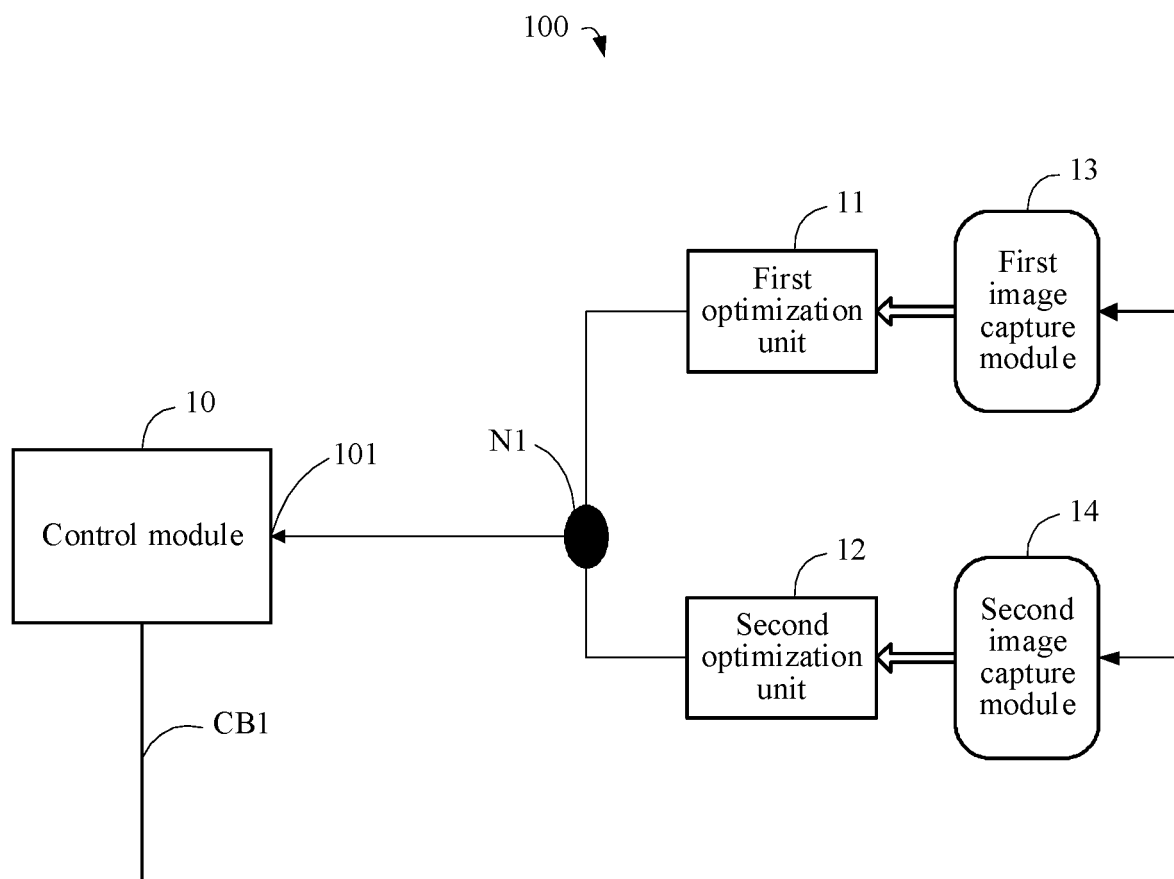 100
13
11
First
image
capture
module
First
optimization
unit
10
101
N1
Control module
14
12
Second
image
capture
module
Second
optimization
unit
CB1